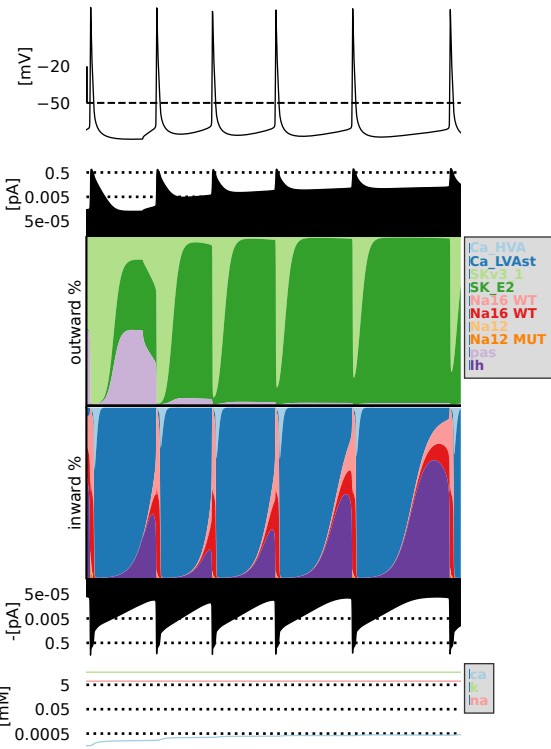 [mV]
−20
−50
[pA]
0.5
0.005
5e-05
outward %
Ca_HVA
Ca_LVAst
SKv3_1
SK_E2
Na16 WT
Na16 WT
Na12
Na12 MUT
pas
Ih
inward %
-[pA]
5e-05
0.005
0.5
[mM]
5
0.05
0.0005
ca
k
na